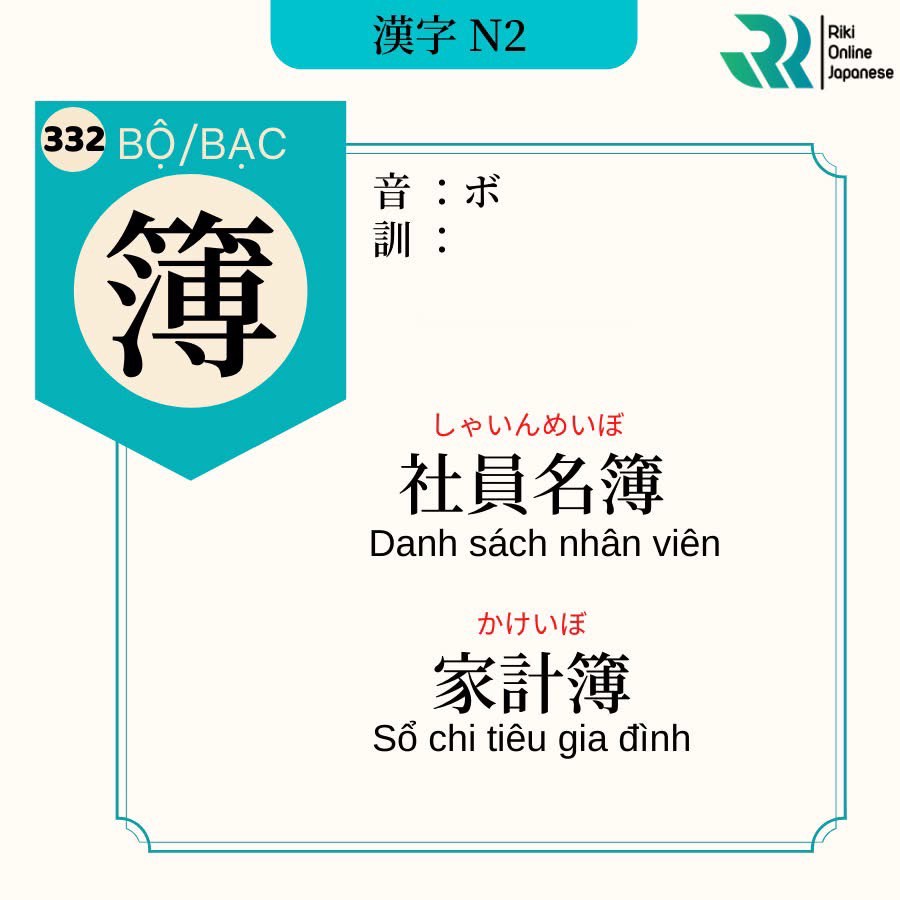 漢字 N2
Riki
Online
Japanese
332 BỘ/BẠC
簿
音 : ボ
訓 :
しゃいんめいぼ
社員名簿
Danh sách nhân viên
かけいぼ
家計簿
Sổ chi tiêu gia đình